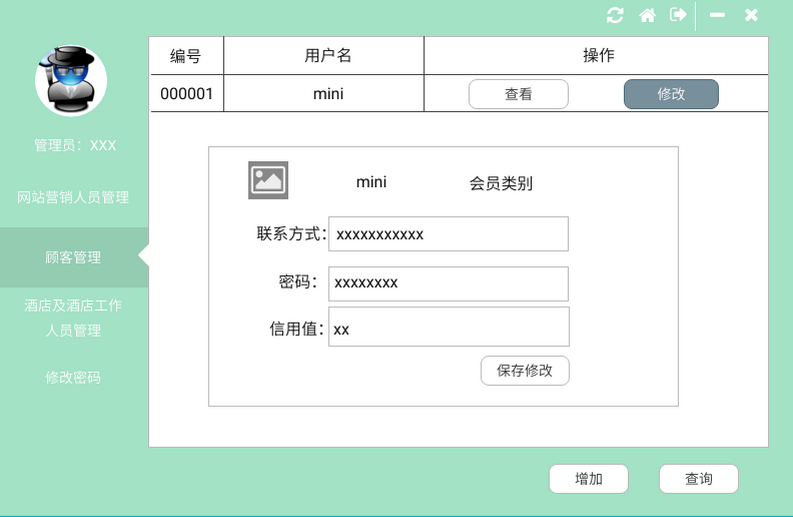 管理员：XXX
网站营销人员管理
顾客管理
酒店及酒店工作
人员管理
修改密码
编号 用户名 操作
000001 mini 查看 修改
mini 会员类别
联系方式： xxxxxxxxxxx
密码： xxxxxxxx
信用值： xx
保存修改
增加 查询